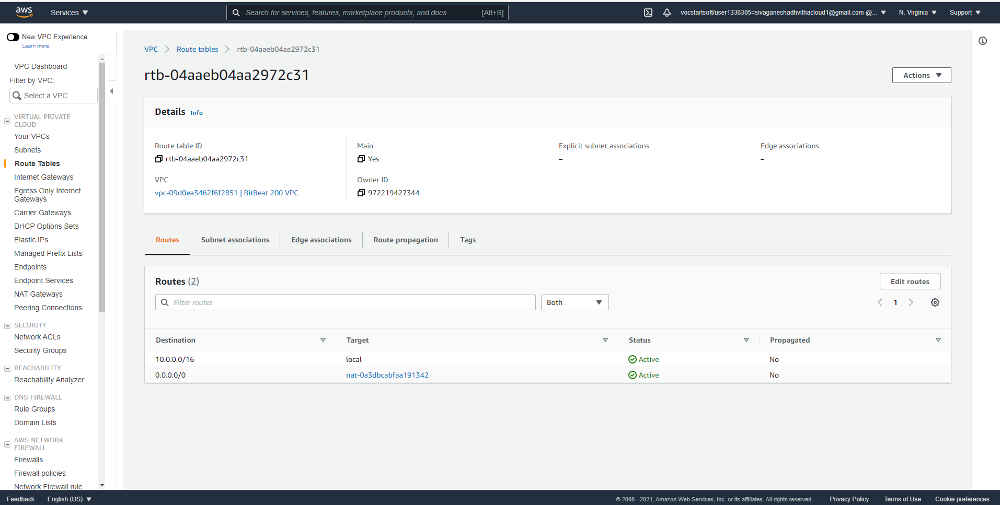 aws
Services
Search for services, features, marketplace products, and docs [Alt+S]
vocstartsoft/user1336305=sivaganeshadhvithacloud1@gmail.com @...
N. Virginia
Support
New VPC Experience
Learn more
VPC Dashboard
Filter by VPC:
Select a VPC
VIRTUAL PRIVATE
CLOUD
Your VPCs
Subnets
Route Tables
Internet Gateways
Egress Only Internet
Gateways
Carrier Gateways
DHCP Options Sets
Elastic IPs
Managed Prefix Lists
Endpoints
Endpoint Services
NAT Gateways
Peering Connections
SECURITY
Network ACLs
Security Groups
REACHABILITY
Reachability Analyzer
DNS FIREWALL
Rule Groups
Domain Lists
AWS NETWORK
FIREWALL
Firewalls
Firewall policies
Network Firewall rule
VPC > Route tables > rtb-04aaeb04aa2972c31
rtb-04aaeb04aa2972c31
Actions
Details Info
Route table ID
rtb-04aaeb04aa2972c31
Main
Yes
Explicit subnet associations
–
Edge associations
–
VPC
vpc-09d0ea3462f6f2851 | BitBeat 200 VPC
Owner ID
972219427344
Routes Subnet associations Edge associations Route propagation Tags
Routes (2)
Edit routes
Filter routes
Both
1
Destination Target Status Propagated
10.0.0.0/16 local Active No
0.0.0.0/0 nat-0a3dbcabfaa191342 Active No
Feedback English (US)
© 2008 - 2021, Amazon Web Services, Inc. or its affiliates. All rights reserved. Privacy Policy Terms of Use Cookie preferences